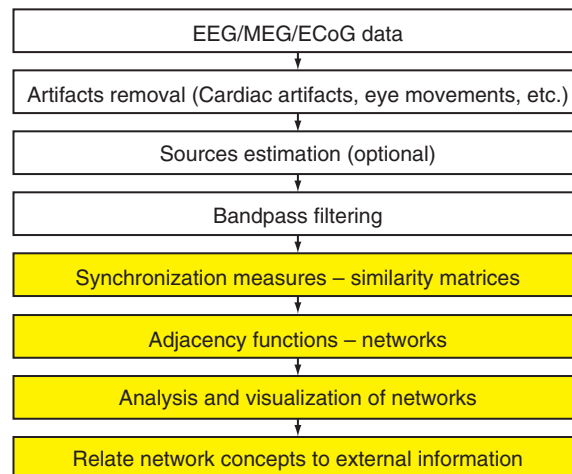 EEG/MEG/ECoG data
Artifacts removal (Cardiac artifacts, eye movements, etc.)
Sources estimation (optional)
Bandpass filtering
Synchronization measures – similarity matrices
Adjacency functions – networks
Analysis and visualization of networks
Relate network concepts to external information